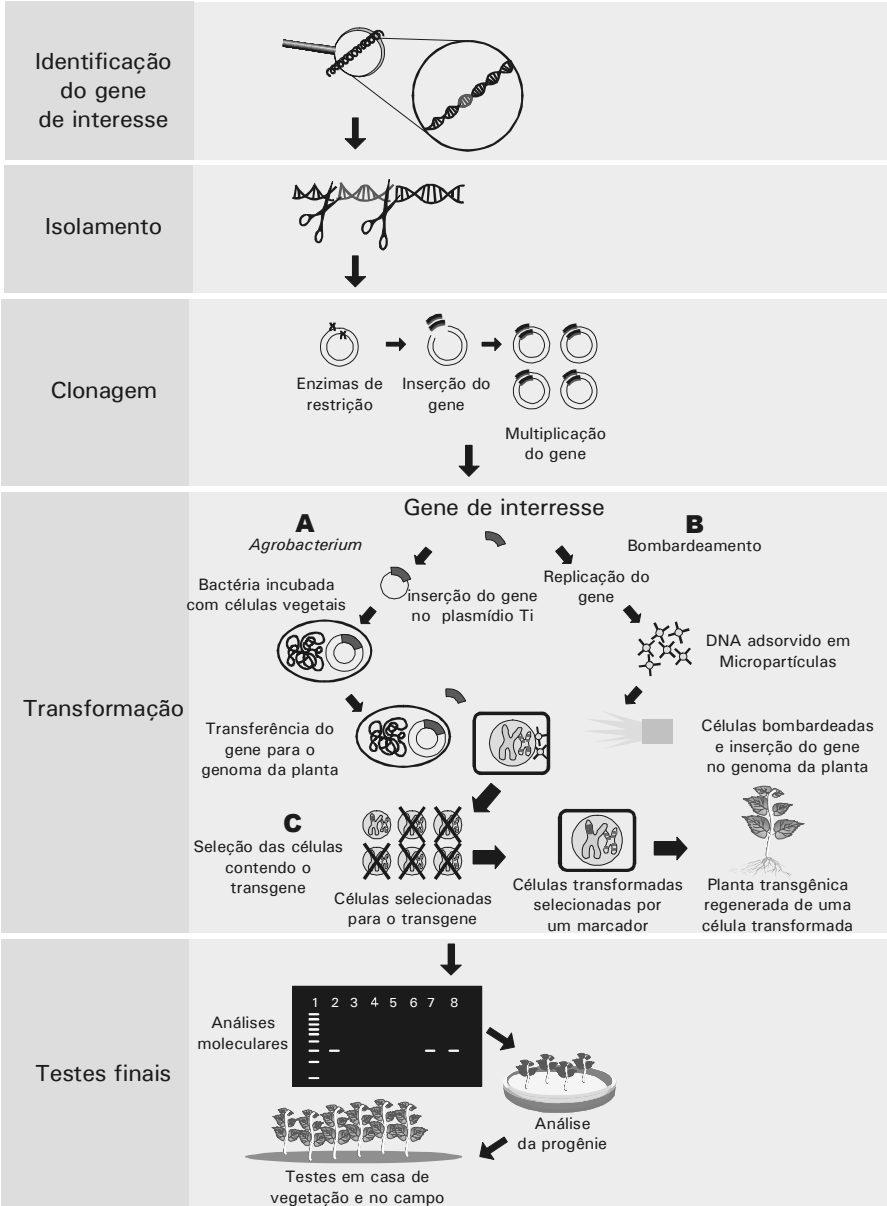 Identificação
do gene
de interesse
Isolamento
Clonagem
Enzimas de
restrição
Inserção do
gene
Multiplicação
do gene
Transformação
Gene de interresse
A
Agrobacterium
B
Bombardeamento
Bactéria incubada
com células vegetais
inserção do gene
no plasmídio Ti
Replicação do
gene
DNA adsorvido em
Micropartículas
Transferência do
gene para o
genoma da planta
Células bombardeadas
e inserção do gene
no genoma da planta
C
Seleção das células
contendo o
transgene
Células selecionadas
para o transgene
Células transformadas
selecionadas por
um marcador
Planta transgênica
regenerada de uma
célula transformada
Testes finais
Análises
moleculares
1 2 3 4 5 6 7 8
Análise
da progênie
Testes em casa de
vegetação e no campo